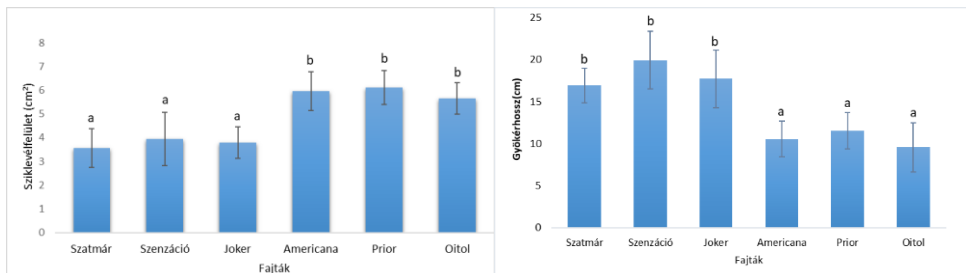 Sziklevélfelület (cm²)
8
7
6
5
4
3
2
1
0
a
a
a
b
b
b
Szatmár Szenzáció Joker Americana Prior Oitol
Fajták
Gyökérhossz(cm)
25
20
15
10
5
0
b
b
b
a
a
a
Szatmár Szenzáció Joker Americana Prior Oitol
Fajták